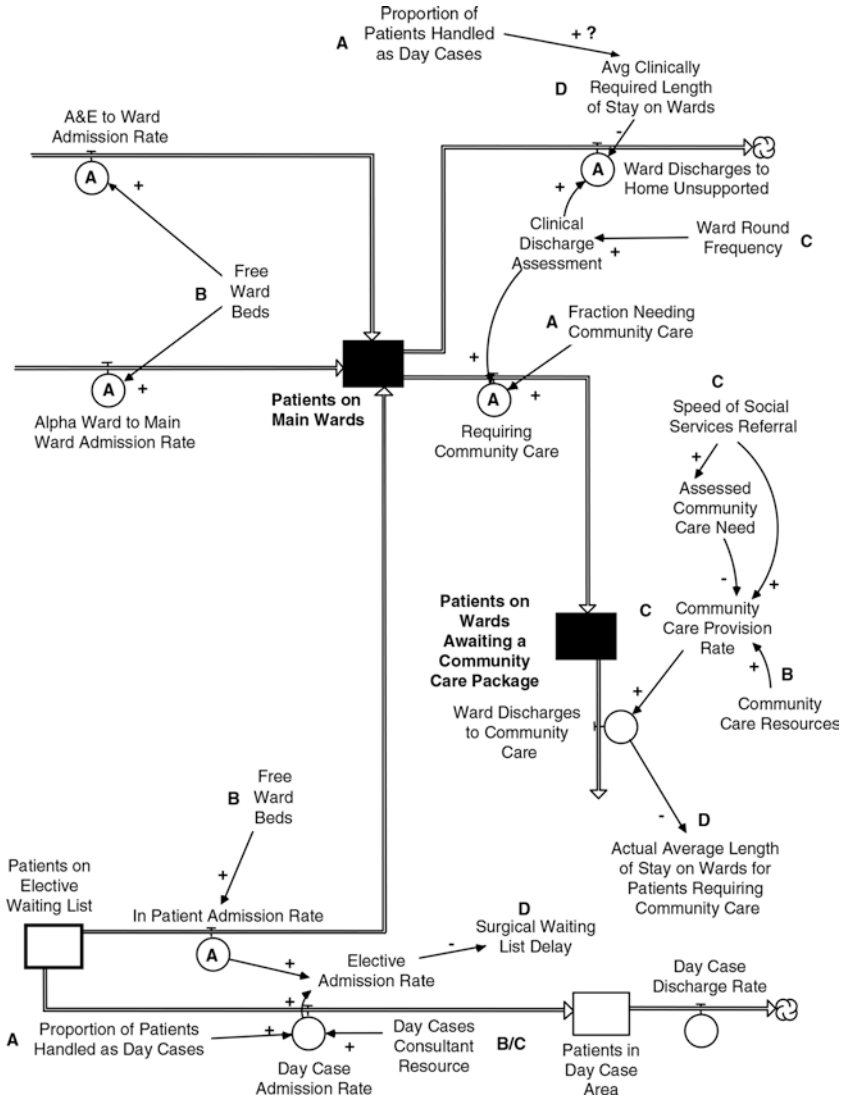 Proportion of
Patients Handled
as Day Cases
A
+ ?
Avg Clinically
Required Length
of Stay on Wards
D
-
A&E to Ward
Admission Rate
A
+
A
Ward Discharges to
Home Unsupported
+
Clinical
Discharge
Assessment
+
Ward Round
Frequency
C
Free
Ward
Beds
B
A
Fraction Needing
Community Care
+
A
+
Alpha Ward to Main
Ward Admission Rate
Patients on
Main Wards
A
+
Requiring
Community Care
C
Speed of Social
Services Referral
+
Assessed
Community
Care Need
-
+
Patients on
Wards
Awaiting a
Community
Care Package
C
Community
Care Provision
Rate
+
B
Community
Care Resources
+
Ward Discharges
to Community
Care
-
D
Actual Average Length
of Stay on Wards for
Patients Requiring
Community Care
Free
Ward
Beds
B
+
Patients on
Elective
Waiting List
In Patient Admission Rate
A
+
Elective
Admission Rate
-
D
Surgical Waiting
List Delay
+
A
Proportion of Patients
Handled as Day Cases
+
Day Case
Admission Rate
+
Day Cases
Consultant
Resource
B/C
Patients in
Day Case
Area
Day Case
Discharge Rate